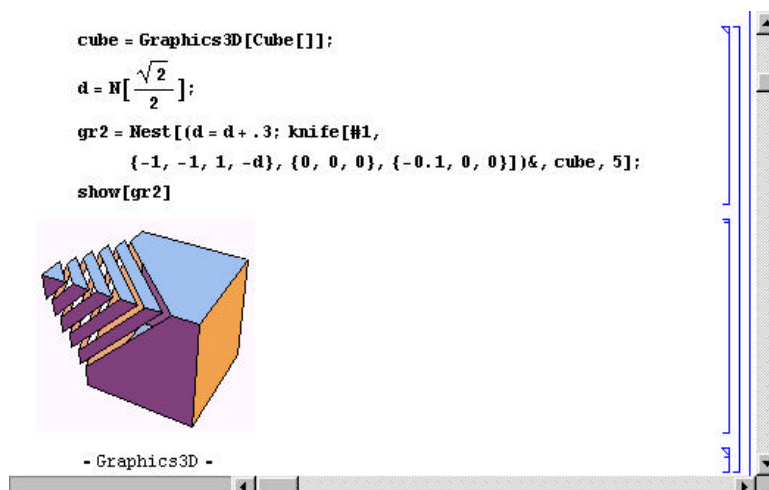 cube = Graphics3D[Cube[]];
d = N[√2/2];
gr2 = Nest[(d = d + .3; knife[#1,
{-1, -1, 1, -d}, {0, 0, 0}, {-0.1, 0, 0}])&, cube, 5];
show[gr2]
- Graphics3D -